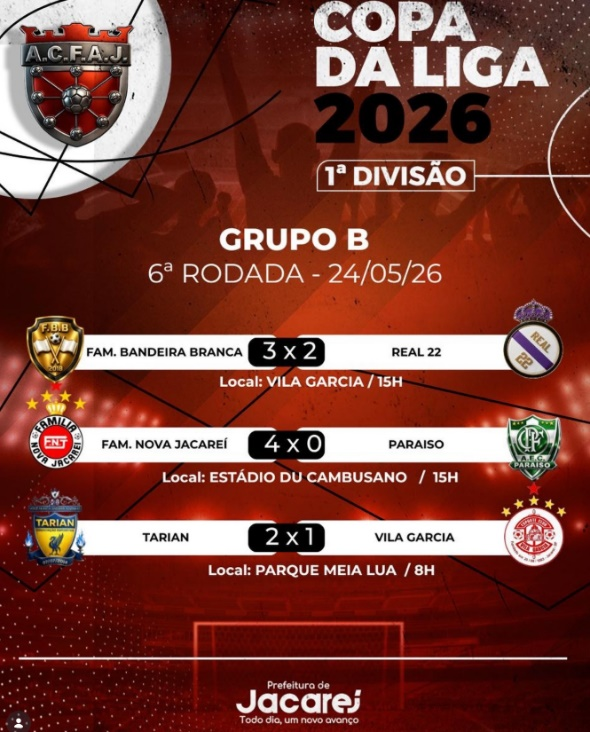 A.C.F.A.J.
COPA
DA LIGA
2026
1ª DIVISÃO
GRUPO B
6ª RODADA - 24/05/26
F.B.B
2018
FAM. BANDEIRA BRANCA 3 x 2 REAL 22
REAL
22
Local: VILA GARCIA / 15H
FAMILIA
FNT
NOVA JACAREÍ
FAM. NOVA JACAREÍ 4 x 0 PARAISO
PARAISO
Local: ESTÁDIO DU CAMBUSANO / 15H
TARIAN
TARIAN 2 x 1 VILA GARCIA
Local: PARQUE MEIA LUA / 8H
Prefeitura de
Jacareí
Todo dia, um novo avanço